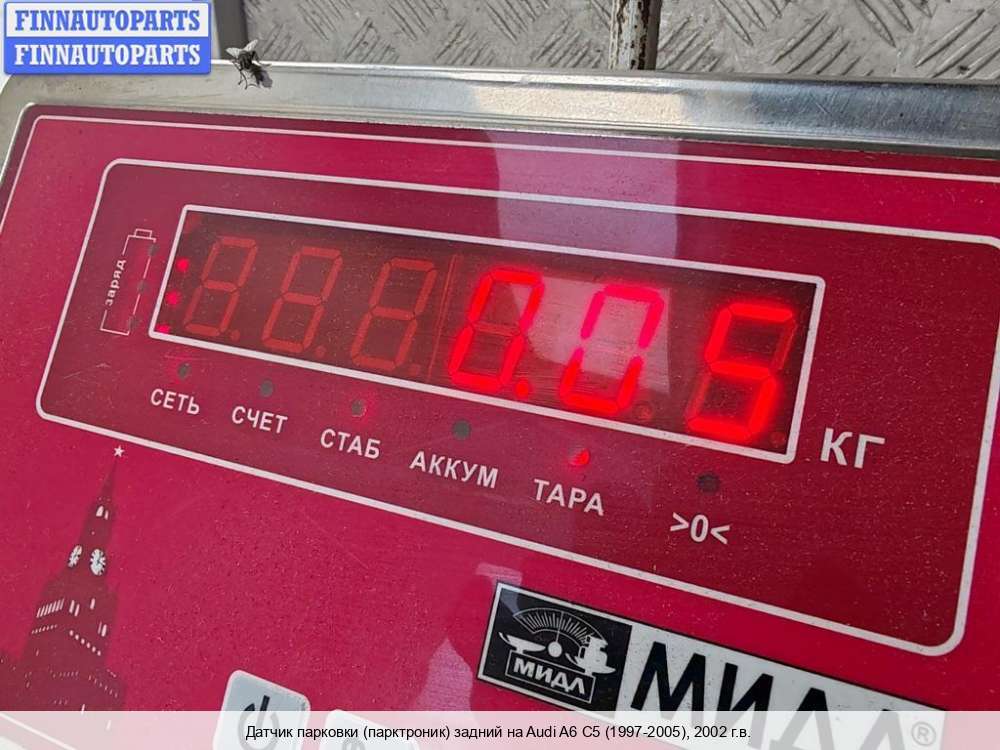 FINNAUTOPARTS
FINNAUTOPARTS
заряд
0.05
КГ
СЕТЬ
СЧЕТ
СТАБ
АККУМ
ТАРА
>0<
МИДЛ
МИДЛ®
Датчик парковки (парктроник) задний на Audi A6 C5 (1997-2005), 2002 г.в.